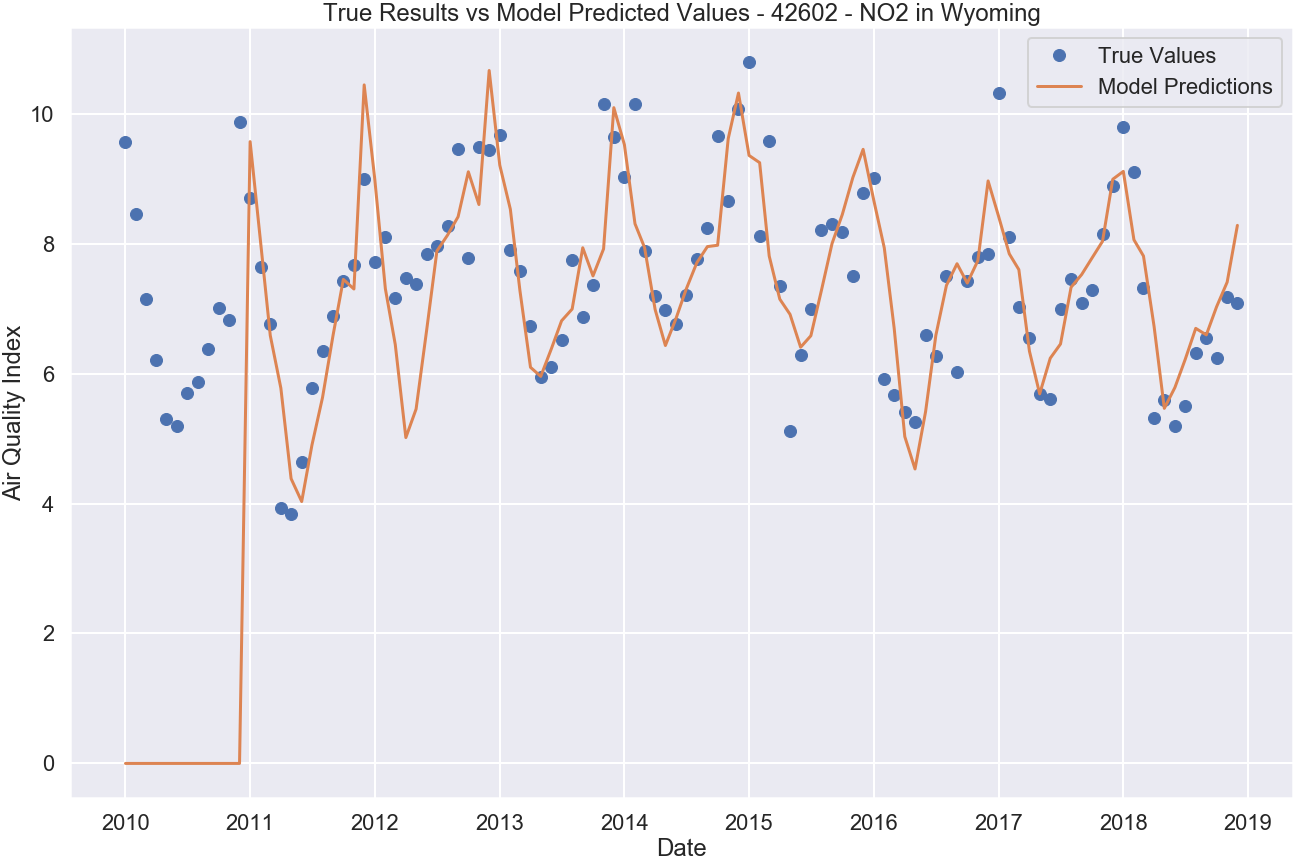 True Results vs Model Predicted Values - 42602 - NO2 in Wyoming
True Values
Model Predictions
Air Quality Index
10
8
6
4
2
0
2010 2011 2012 2013 2014 2015 2016 2017 2018 2019
Date